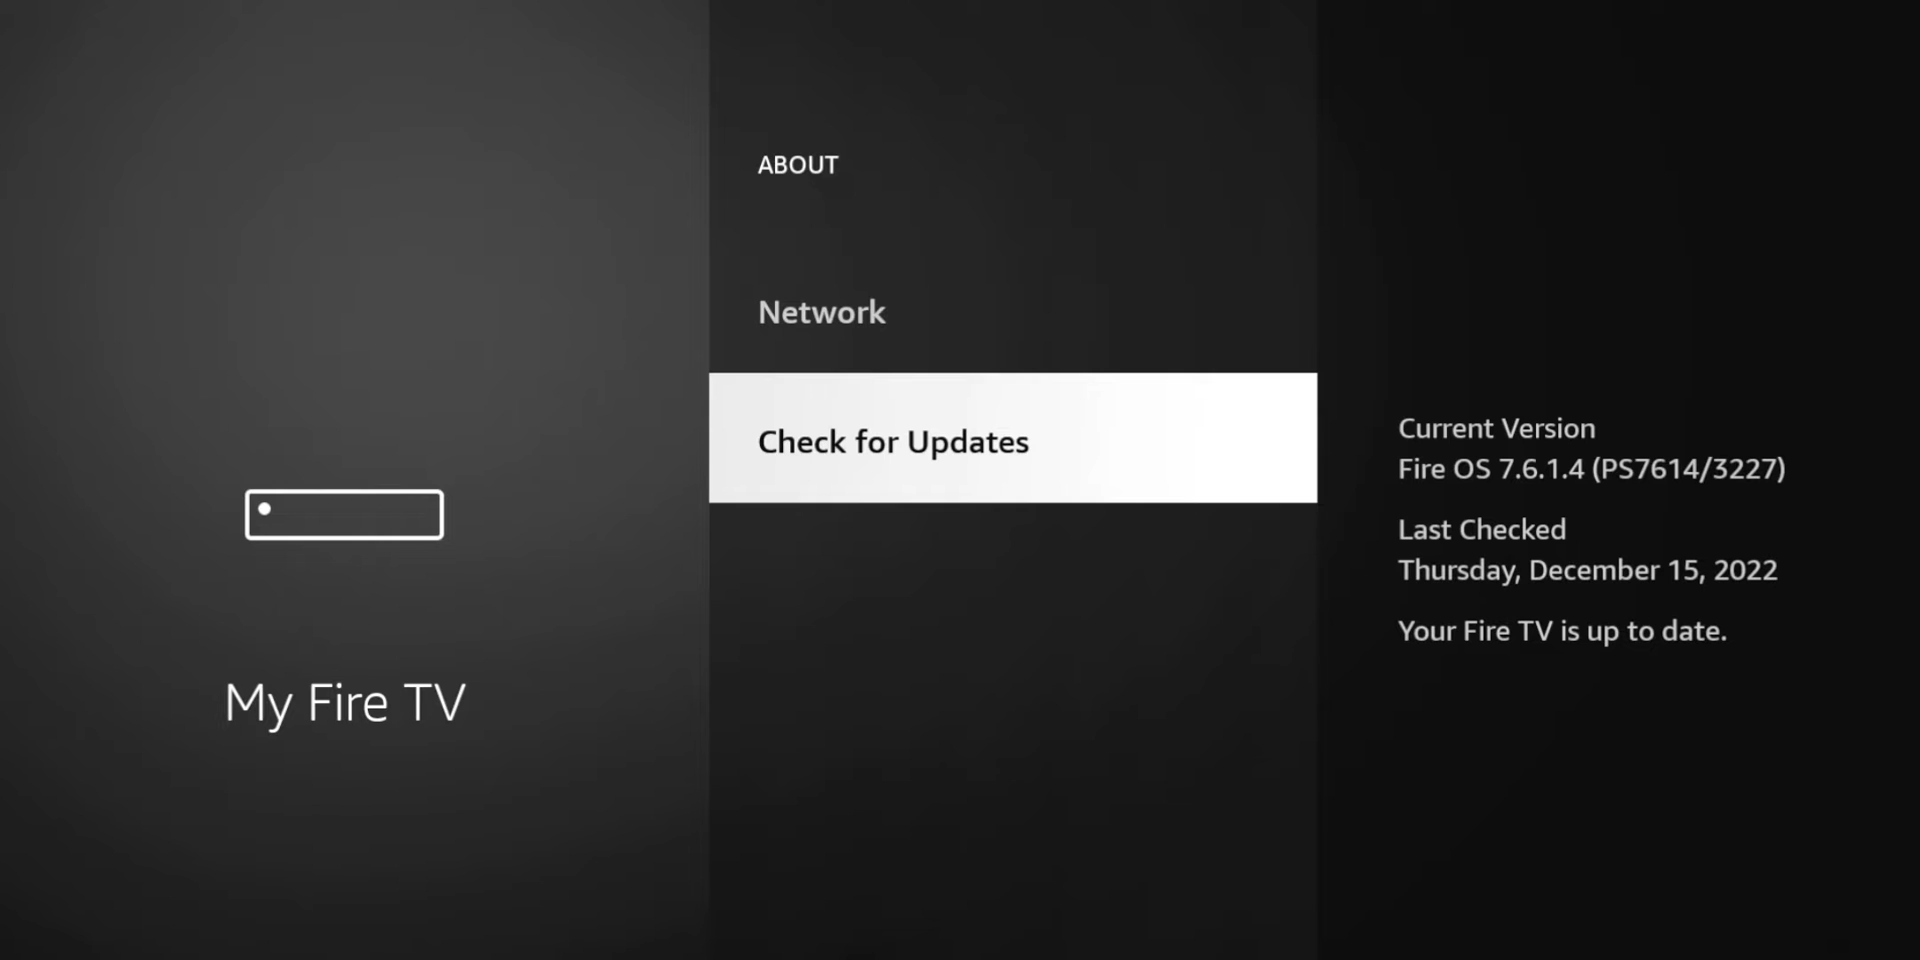 ABOUT
Network
Check for Updates
My Fire TV
Current Version
Fire OS 7.6.1.4 (PS7614/3227)
Last Checked
Thursday, December 15, 2022
Your Fire TV is up to date.